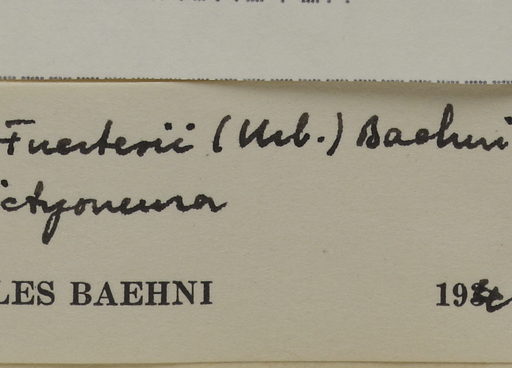 Fuertesii (Urb.) Baehni
ictyoneura
LES BAEHNI 19